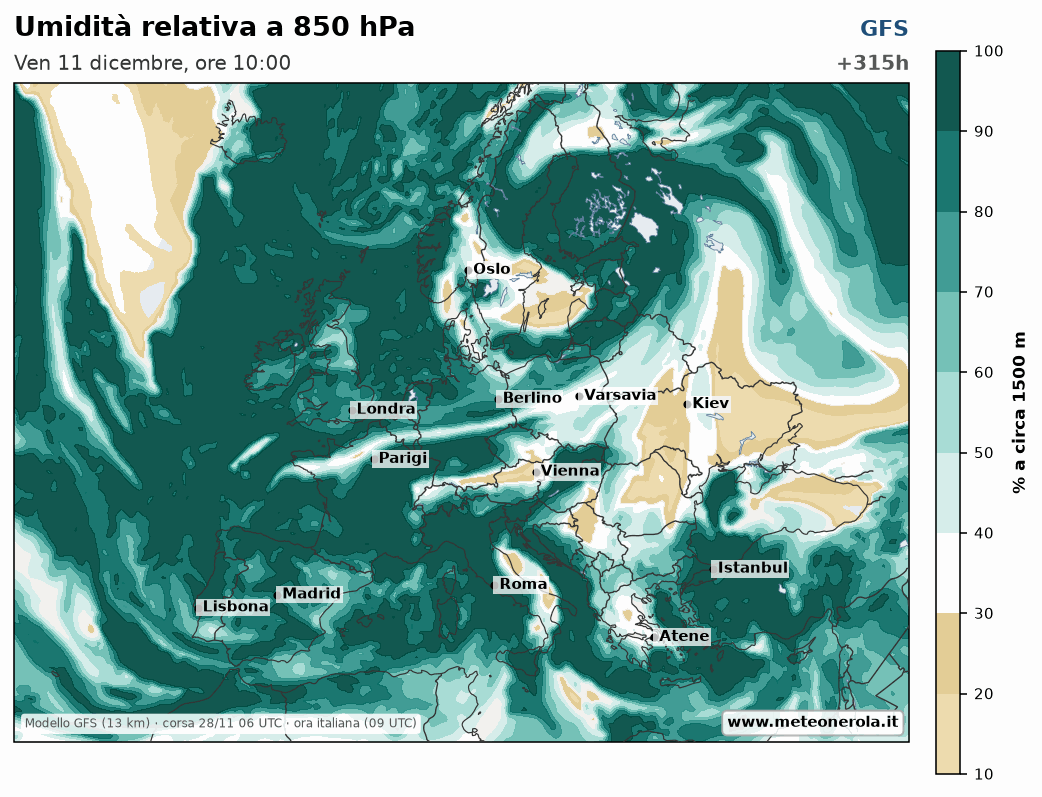 Umidità relativa a 850 hPa
GFS
Ven 11 dicembre, ore 10:00
+315h
100
90
80
70
60
50
40
30
20
10
% a circa 1500 m
Oslo
Berlino
Varsavia
Kiev
Londra
Parigi
Vienna
Istanbul
Roma
Madrid
Lisbona
Atene
Modello GFS (13 km) · corsa 28/11 06 UTC · ora italiana (09 UTC)
www.meteonerola.it